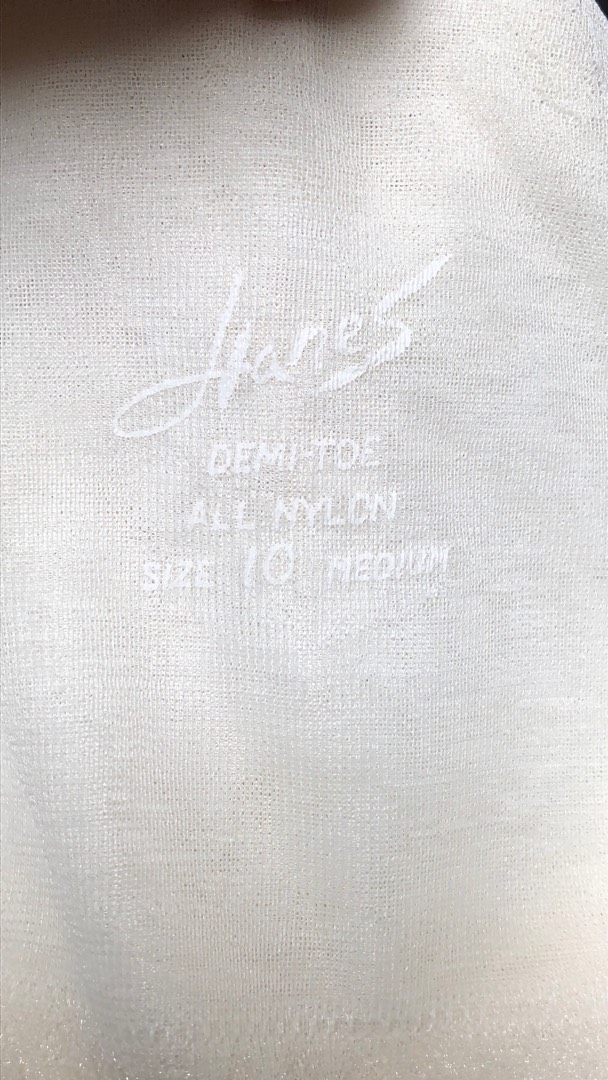 Hanes
DEMI-TOE
ALL NYLON
SIZE 10 MEDIUM